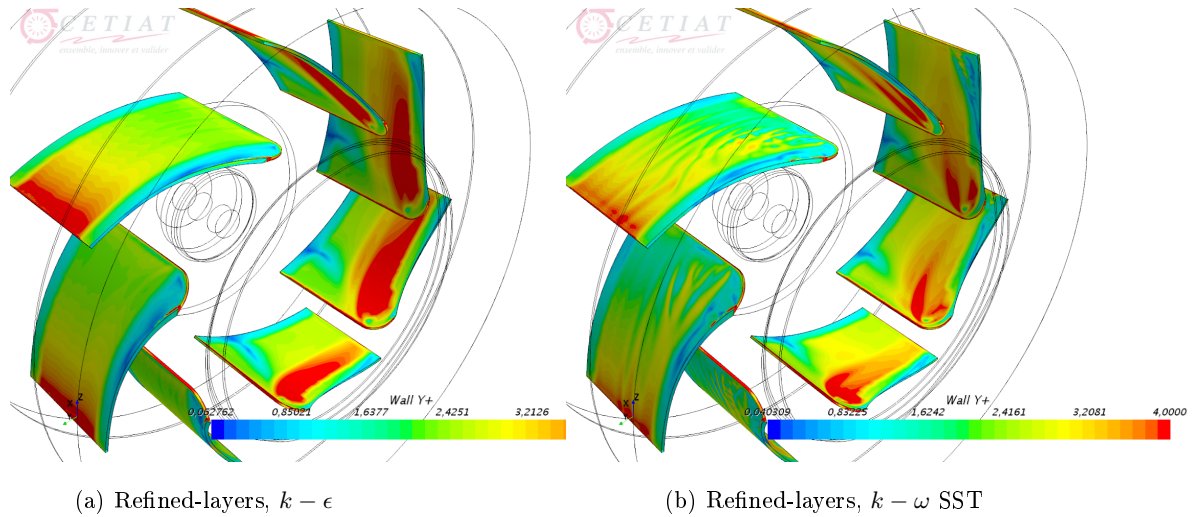 CETIAT
ensemble, innover et valider
CETIAT
ensemble, innover et valider
X Z
Wall Y+
0,062762 0,85021 1,6377 2,4251 3,2126
X Z
Wall Y+
0,040309 0,83225 1,6242 2,4161 3,2081 4,0000
(a) Refined-layers, k − ϵ
(b) Refined-layers, k − ω SST